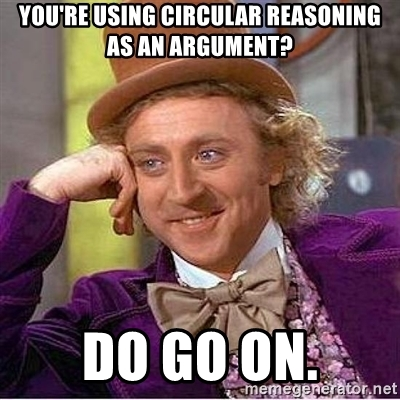 YOU'RE USING CIRCULAR REASONING
AS AN ARGUMENT?
DO GO ON.
memegenerator.net